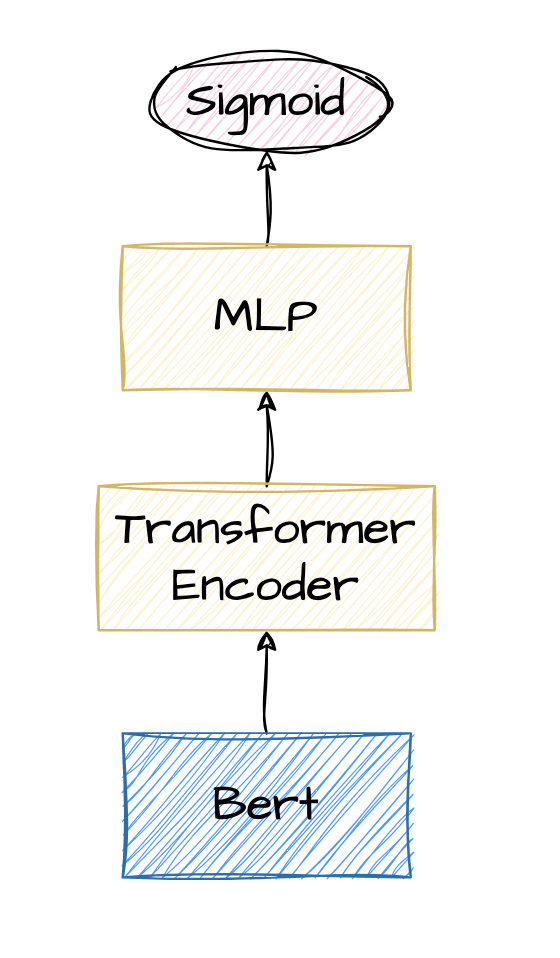 Sigmoid
MLP
Transformer
Encoder
Bert